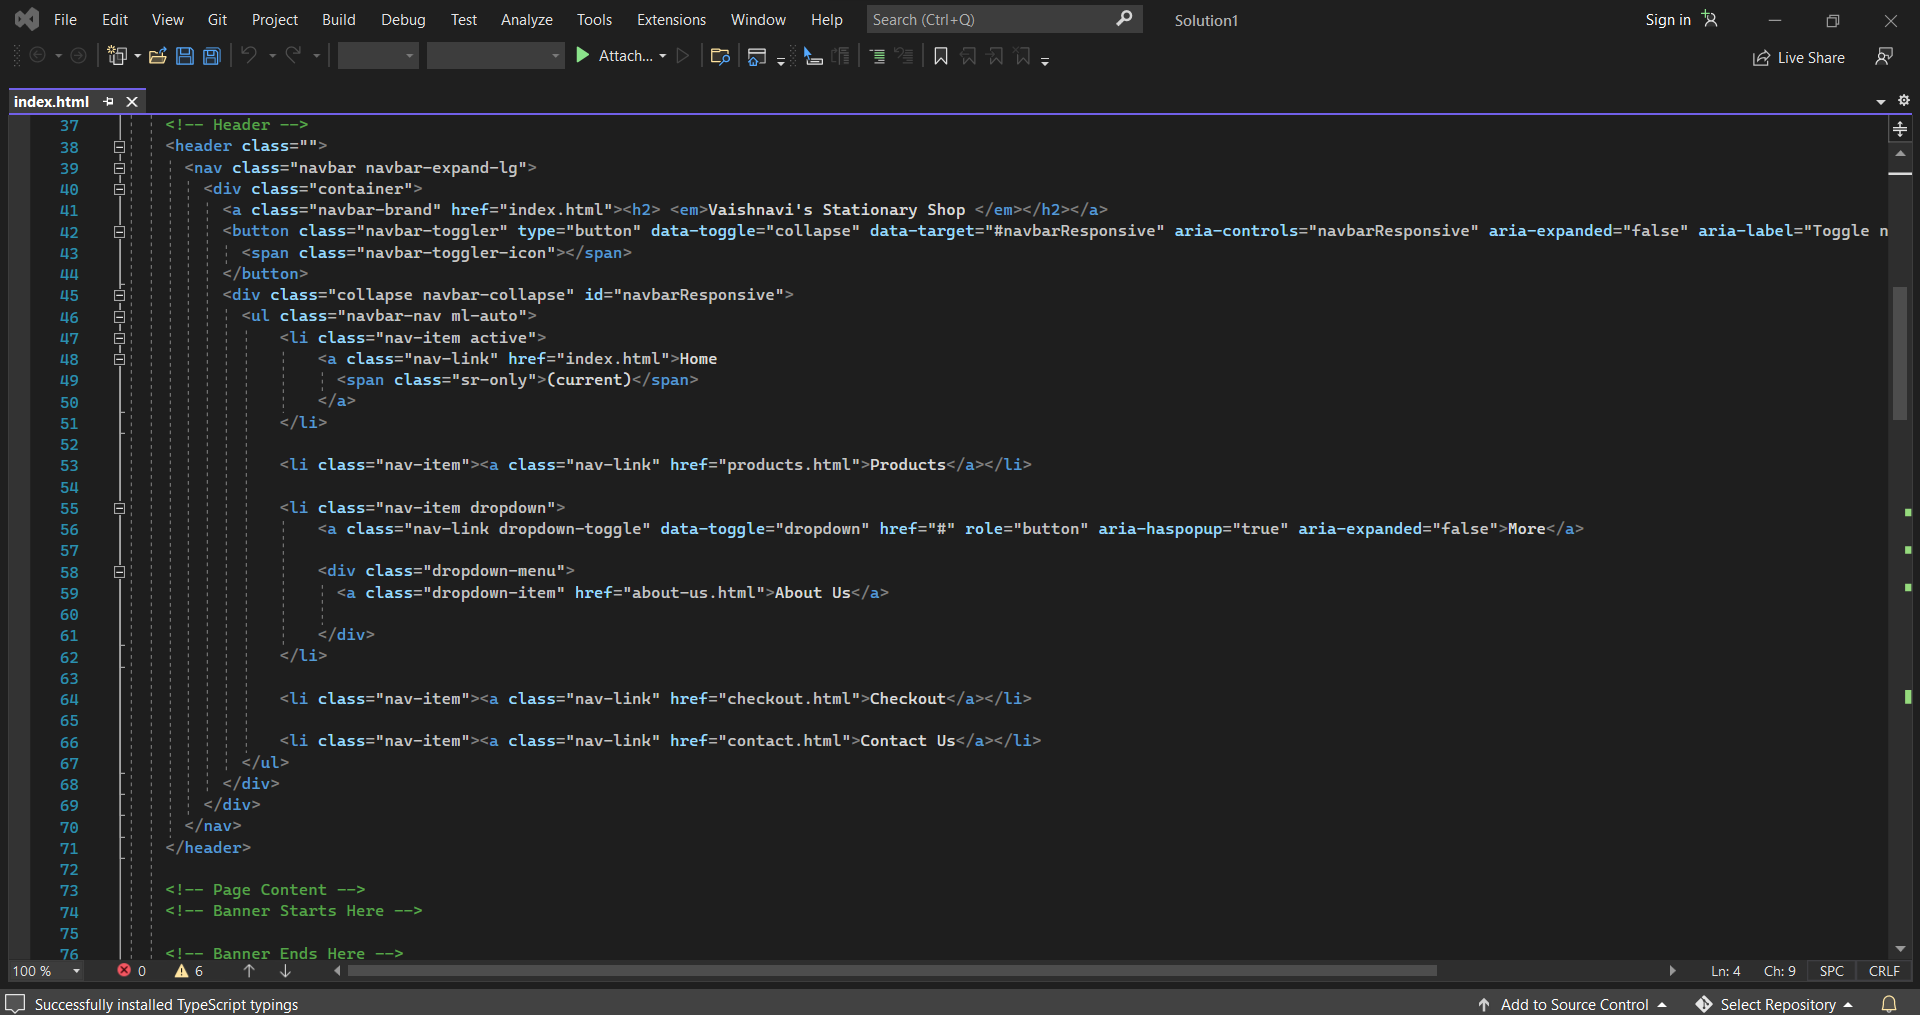 File Edit View Git Project Build Debug Test Analyze Tools Extensions Window Help Search (Ctrl+Q) Solution1 Sign in
Attach... Live Share
index.html
37 <!-- Header -->
38 <header class="">
39 <nav class="navbar navbar-expand-lg">
40 <div class="container">
41 <a class="navbar-brand" href="index.html"><h2> <em>Vaishnavi's Stationary Shop </em></h2></a>
42 <button class="navbar-toggler" type="button" data-toggle="collapse" data-target="#navbarResponsive" aria-controls="navbarResponsive" aria-expanded="false" aria-label="Toggle n
43 <span class="navbar-toggler-icon"></span>
44 </button>
45 <div class="collapse navbar-collapse" id="navbarResponsive">
46 <ul class="navbar-nav ml-auto">
47 <li class="nav-item active">
48 <a class="nav-link" href="index.html">Home
49 <span class="sr-only">(current)</span>
50 </a>
51 </li>
52
53 <li class="nav-item"><a class="nav-link" href="products.html">Products</a></li>
54
55 <li class="nav-item dropdown">
56 <a class="nav-link dropdown-toggle" data-toggle="dropdown" href="#" role="button" aria-haspopup="true" aria-expanded="false">More</a>
57
58 <div class="dropdown-menu">
59 <a class="dropdown-item" href="about-us.html">About Us</a>
60
61 </div>
62 </li>
63
64 <li class="nav-item"><a class="nav-link" href="checkout.html">Checkout</a></li>
65
66 <li class="nav-item"><a class="nav-link" href="contact.html">Contact Us</a></li>
67 </ul>
68 </div>
69 </div>
70 </nav>
71 </header>
72
73 <!-- Page Content -->
74 <!-- Banner Starts Here -->
75
76 <!-- Banner Ends Here -->
100 % 0 6 Ln: 4 Ch: 9 SPC CRLF
Successfully installed TypeScript typings Add to Source Control Select Repository